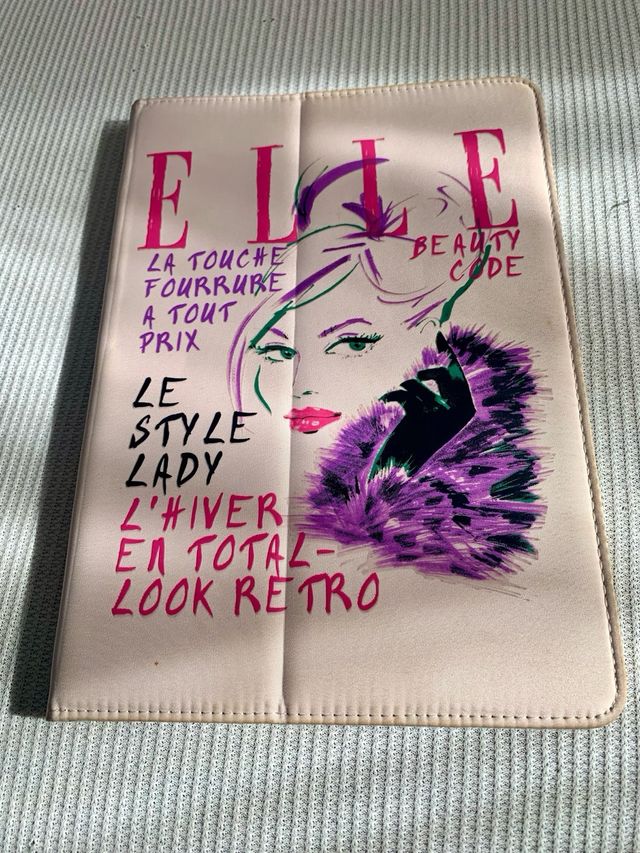 ELLE
LA TOUCHE
FOURRURE
A TOUT
PRIX
BEAUTY
CODE
LE
STYLE
LADY
L'HIVER
EN TOTAL-
LOOK RETRO